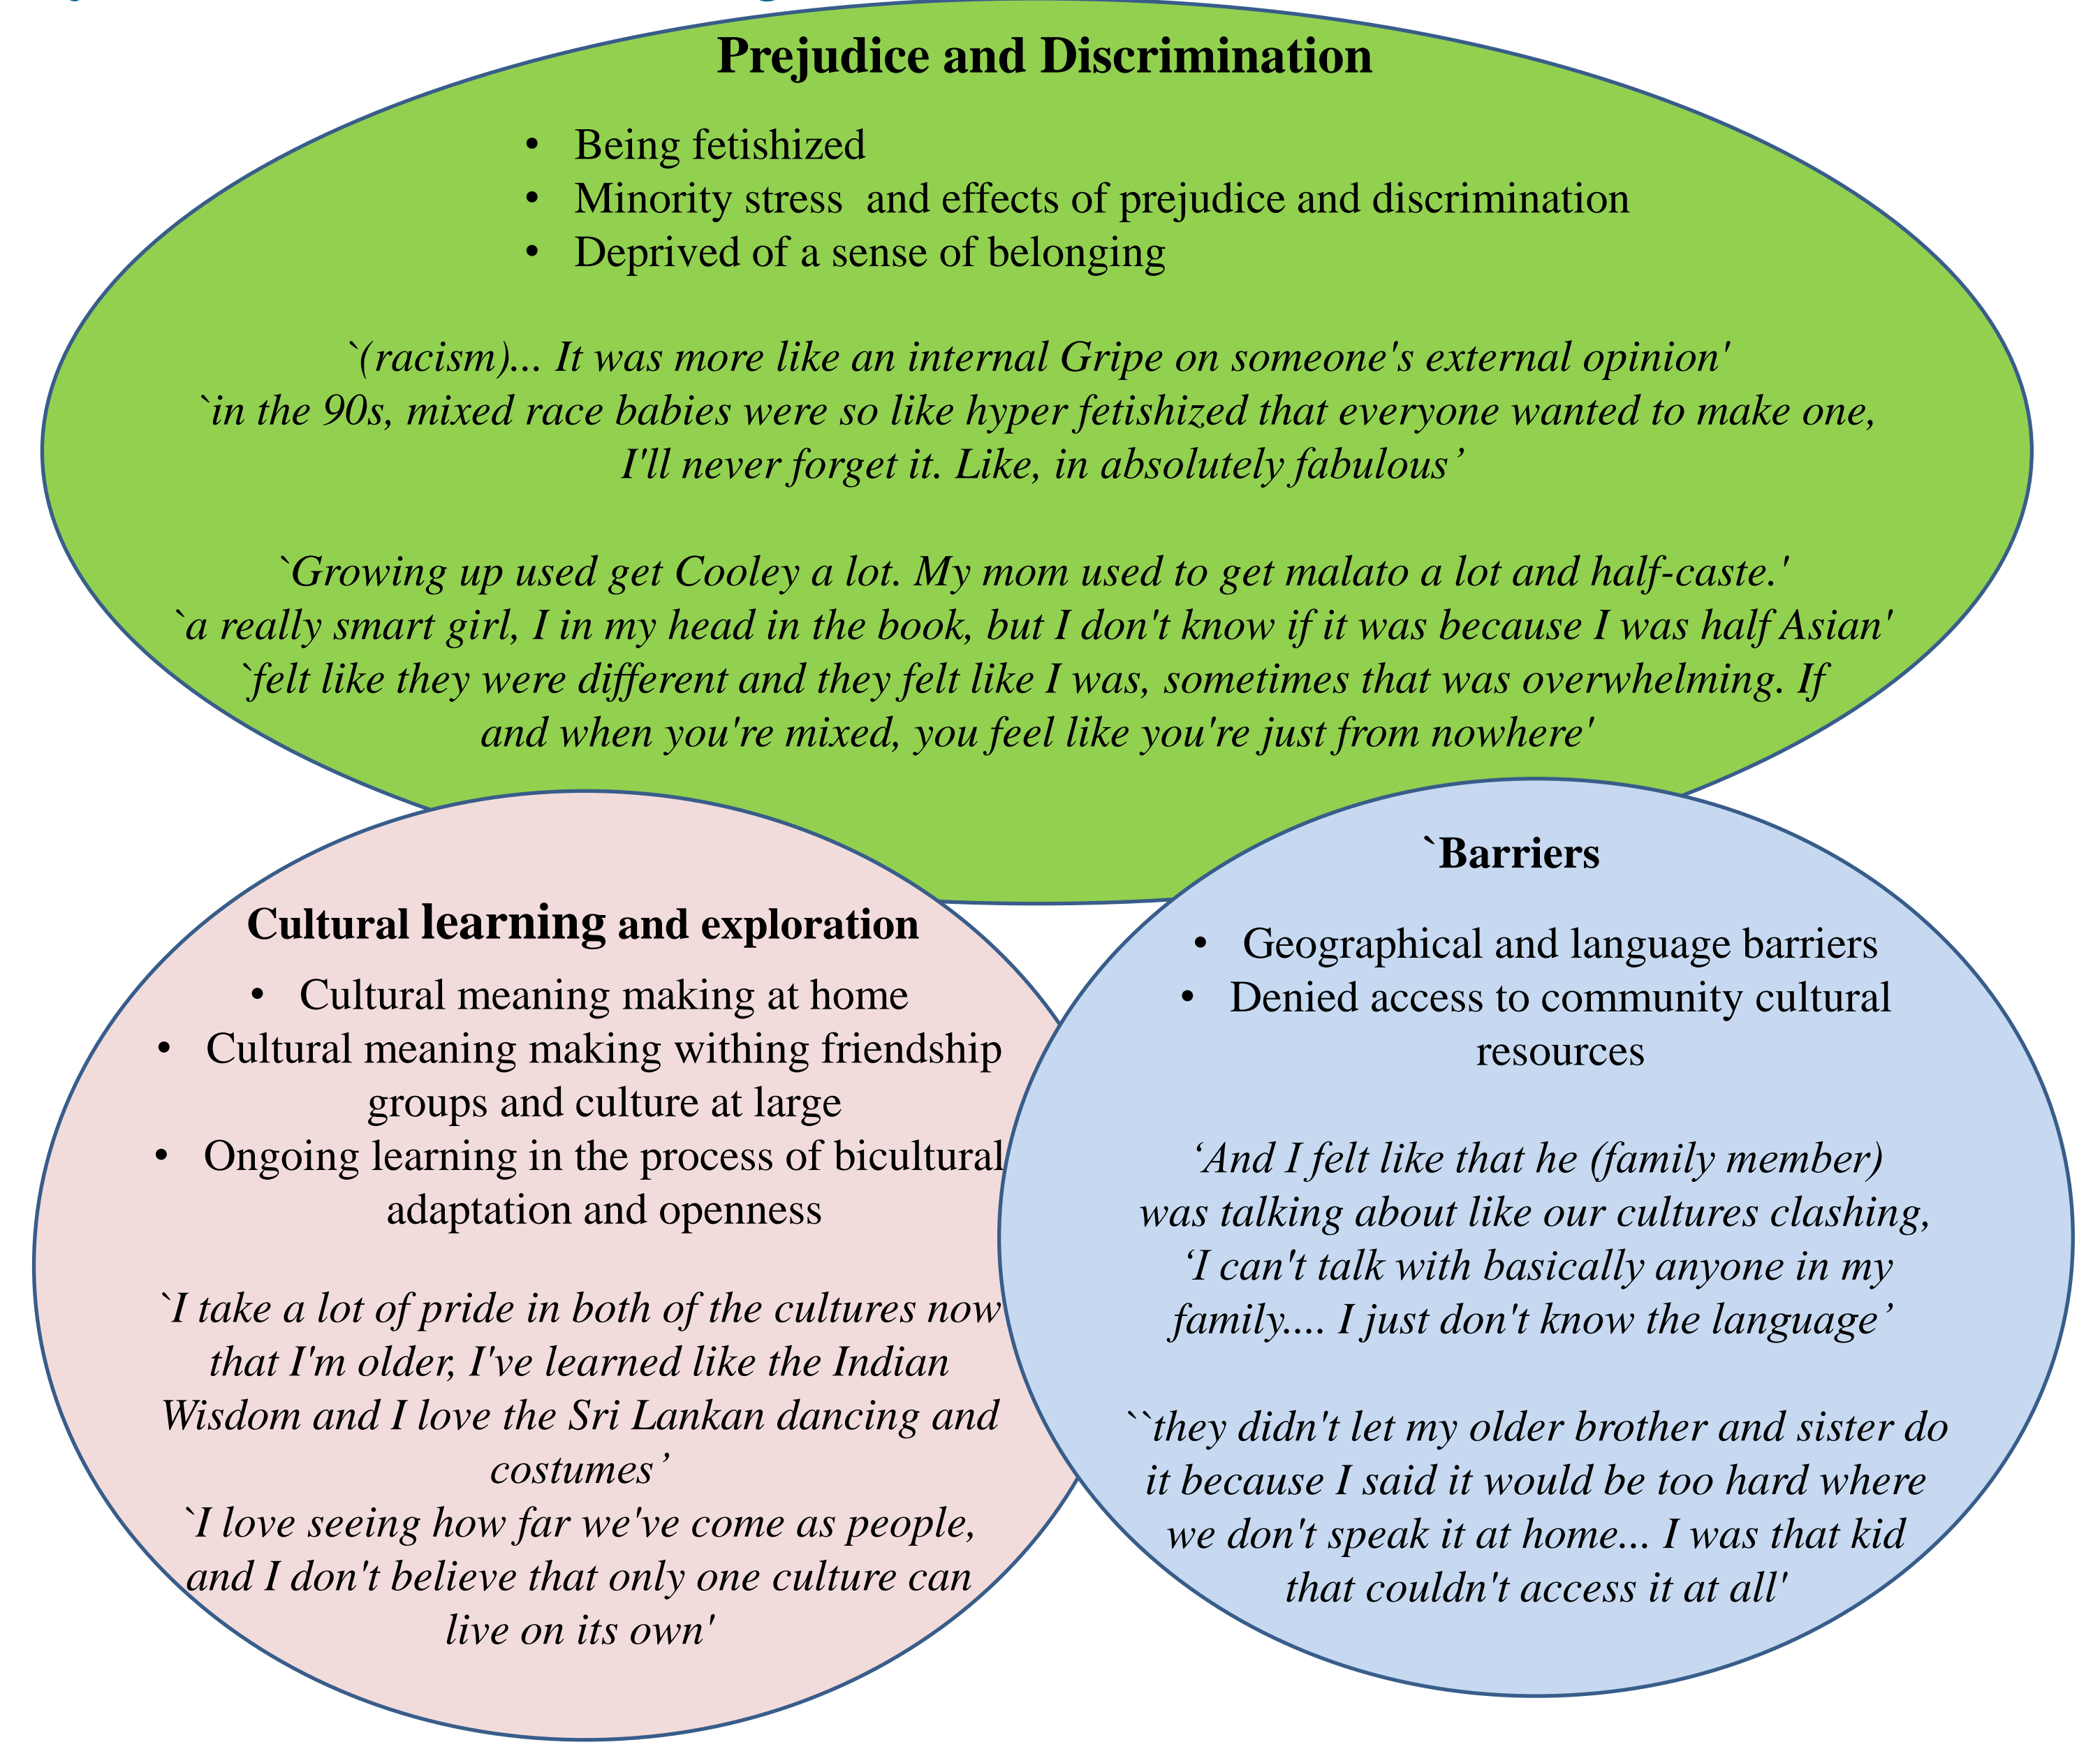 Prejudice and Discrimination
• Being fetishized
• Minority stress  and effects of prejudice and discrimination
• Deprived of a sense of belonging
`(racism)... It was more like an internal Gripe on someone's external opinion'
`in the 90s, mixed race babies were so like hyper fetishized that everyone wanted to make one,
I'll never forget it. Like, in absolutely fabulous’
`Growing up used get Cooley a lot. My mom used to get malato a lot and half-caste.'
`a really smart girl, I in my head in the book, but I don't know if it was because I was half Asian'
`felt like they were different and they felt like I was, sometimes that was overwhelming. If
and when you're mixed, you feel like you're just from nowhere'
Cultural learning and exploration
• Cultural meaning making at home
• Cultural meaning making withing friendship
groups and culture at large
• Ongoing learning in the process of bicultural
adaptation and openness
`I take a lot of pride in both of the cultures now
that I'm older, I've learned like the Indian
Wisdom and I love the Sri Lankan dancing and
costumes’
`I love seeing how far we've come as people,
and I don't believe that only one culture can
live on its own'
`Barriers
• Geographical and language barriers
• Denied access to community cultural
resources
‘And I felt like that he (family member)
was talking about like our cultures clashing,
‘I can't talk with basically anyone in my
family.... I just don't know the language’
``they didn't let my older brother and sister do
it because I said it would be too hard where
we don't speak it at home... I was that kid
that couldn't access it at all'